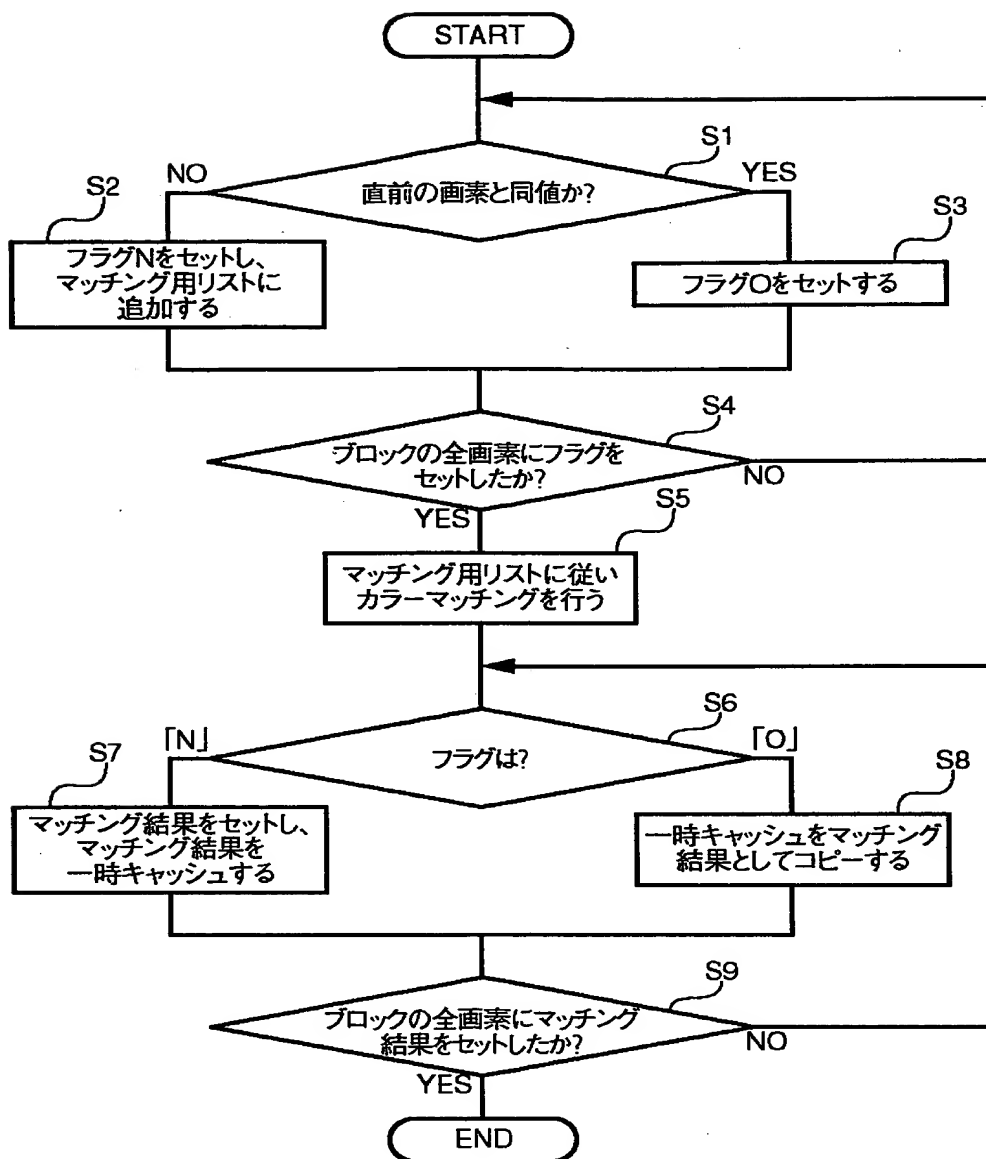 START
S1
NO
YES
直前の画素と同値か?
S2
フラグNをセットし、
マッチング用リストに
追加する
S3
フラグOをセットする
S4
ブロックの全画素にフラグを
セットしたか?
NO
YES
S5
マッチング用リストに従い
カラーマッチングを行う
S6
「N」
「O」
フラグは?
S7
マッチング結果をセットし、
マッチング結果を
一時キャッシュする
S8
一時キャッシュをマッチング
結果としてコピーする
S9
ブロックの全画素にマッチング
結果をセットしたか?
NO
YES
END